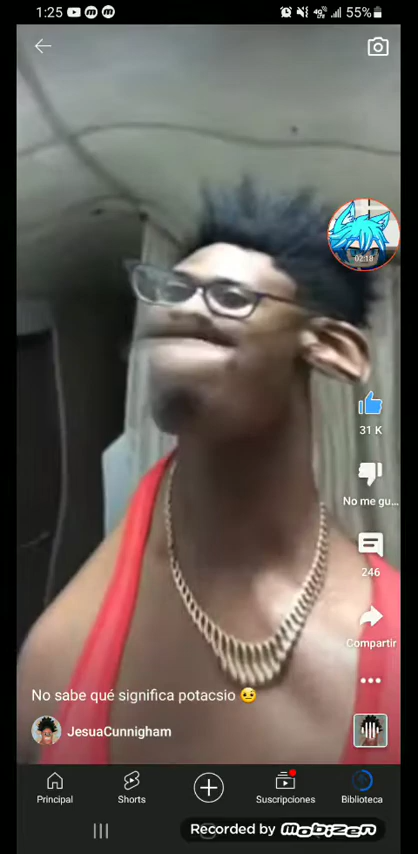 1:25
4G
55%
02:18
31 K
No me gu...
246
Compartir
No sabe qué significa potacsio 😉
JesuaCunnigham
Principal
Shorts
Suscripciones
Biblioteca
Recorded by mobizen